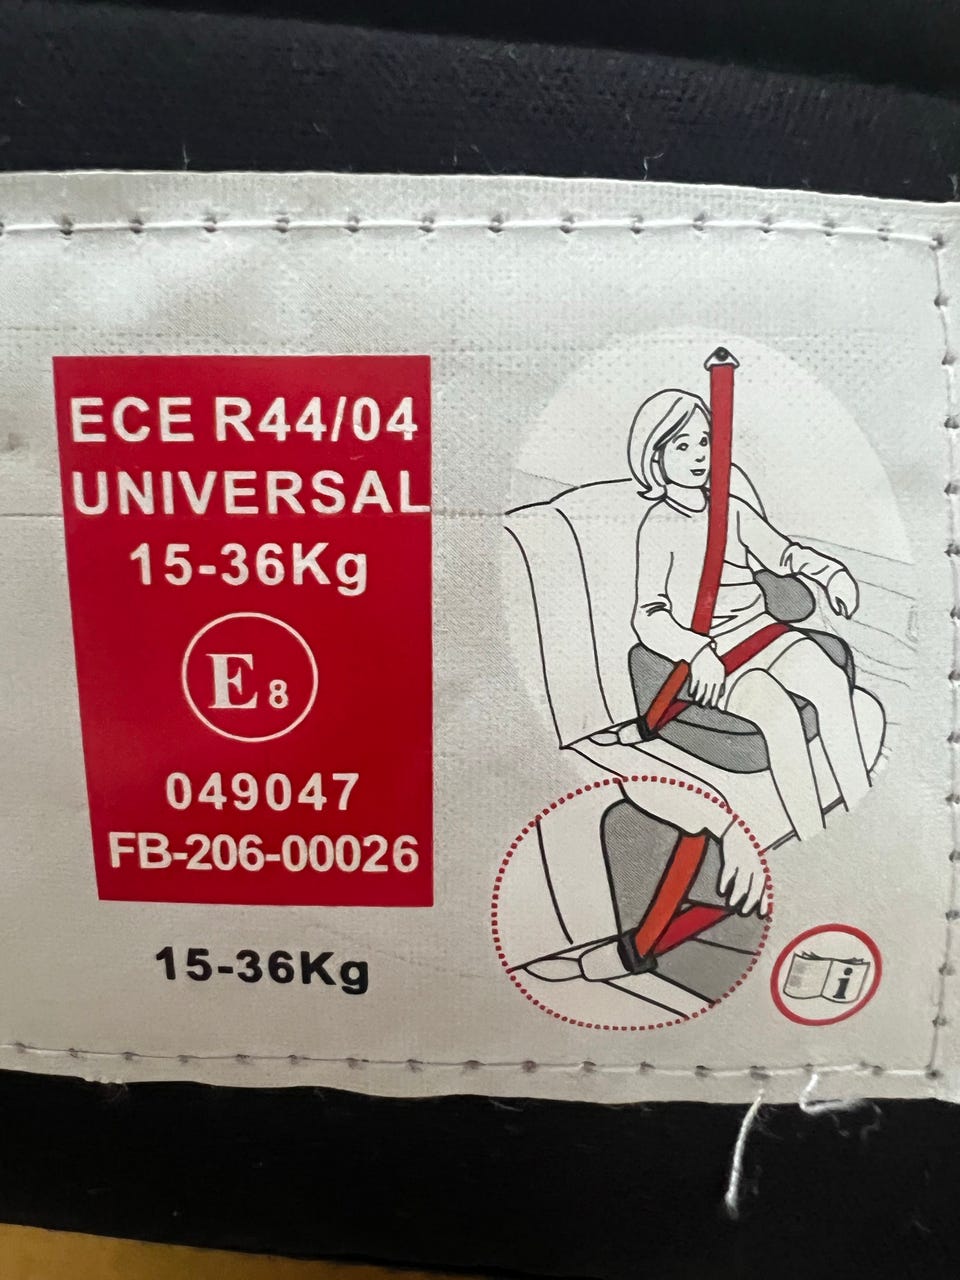 ECE R44/04
UNIVERSAL
15-36Kg
E8
049047
FB-206-00026
15-36Kg
i